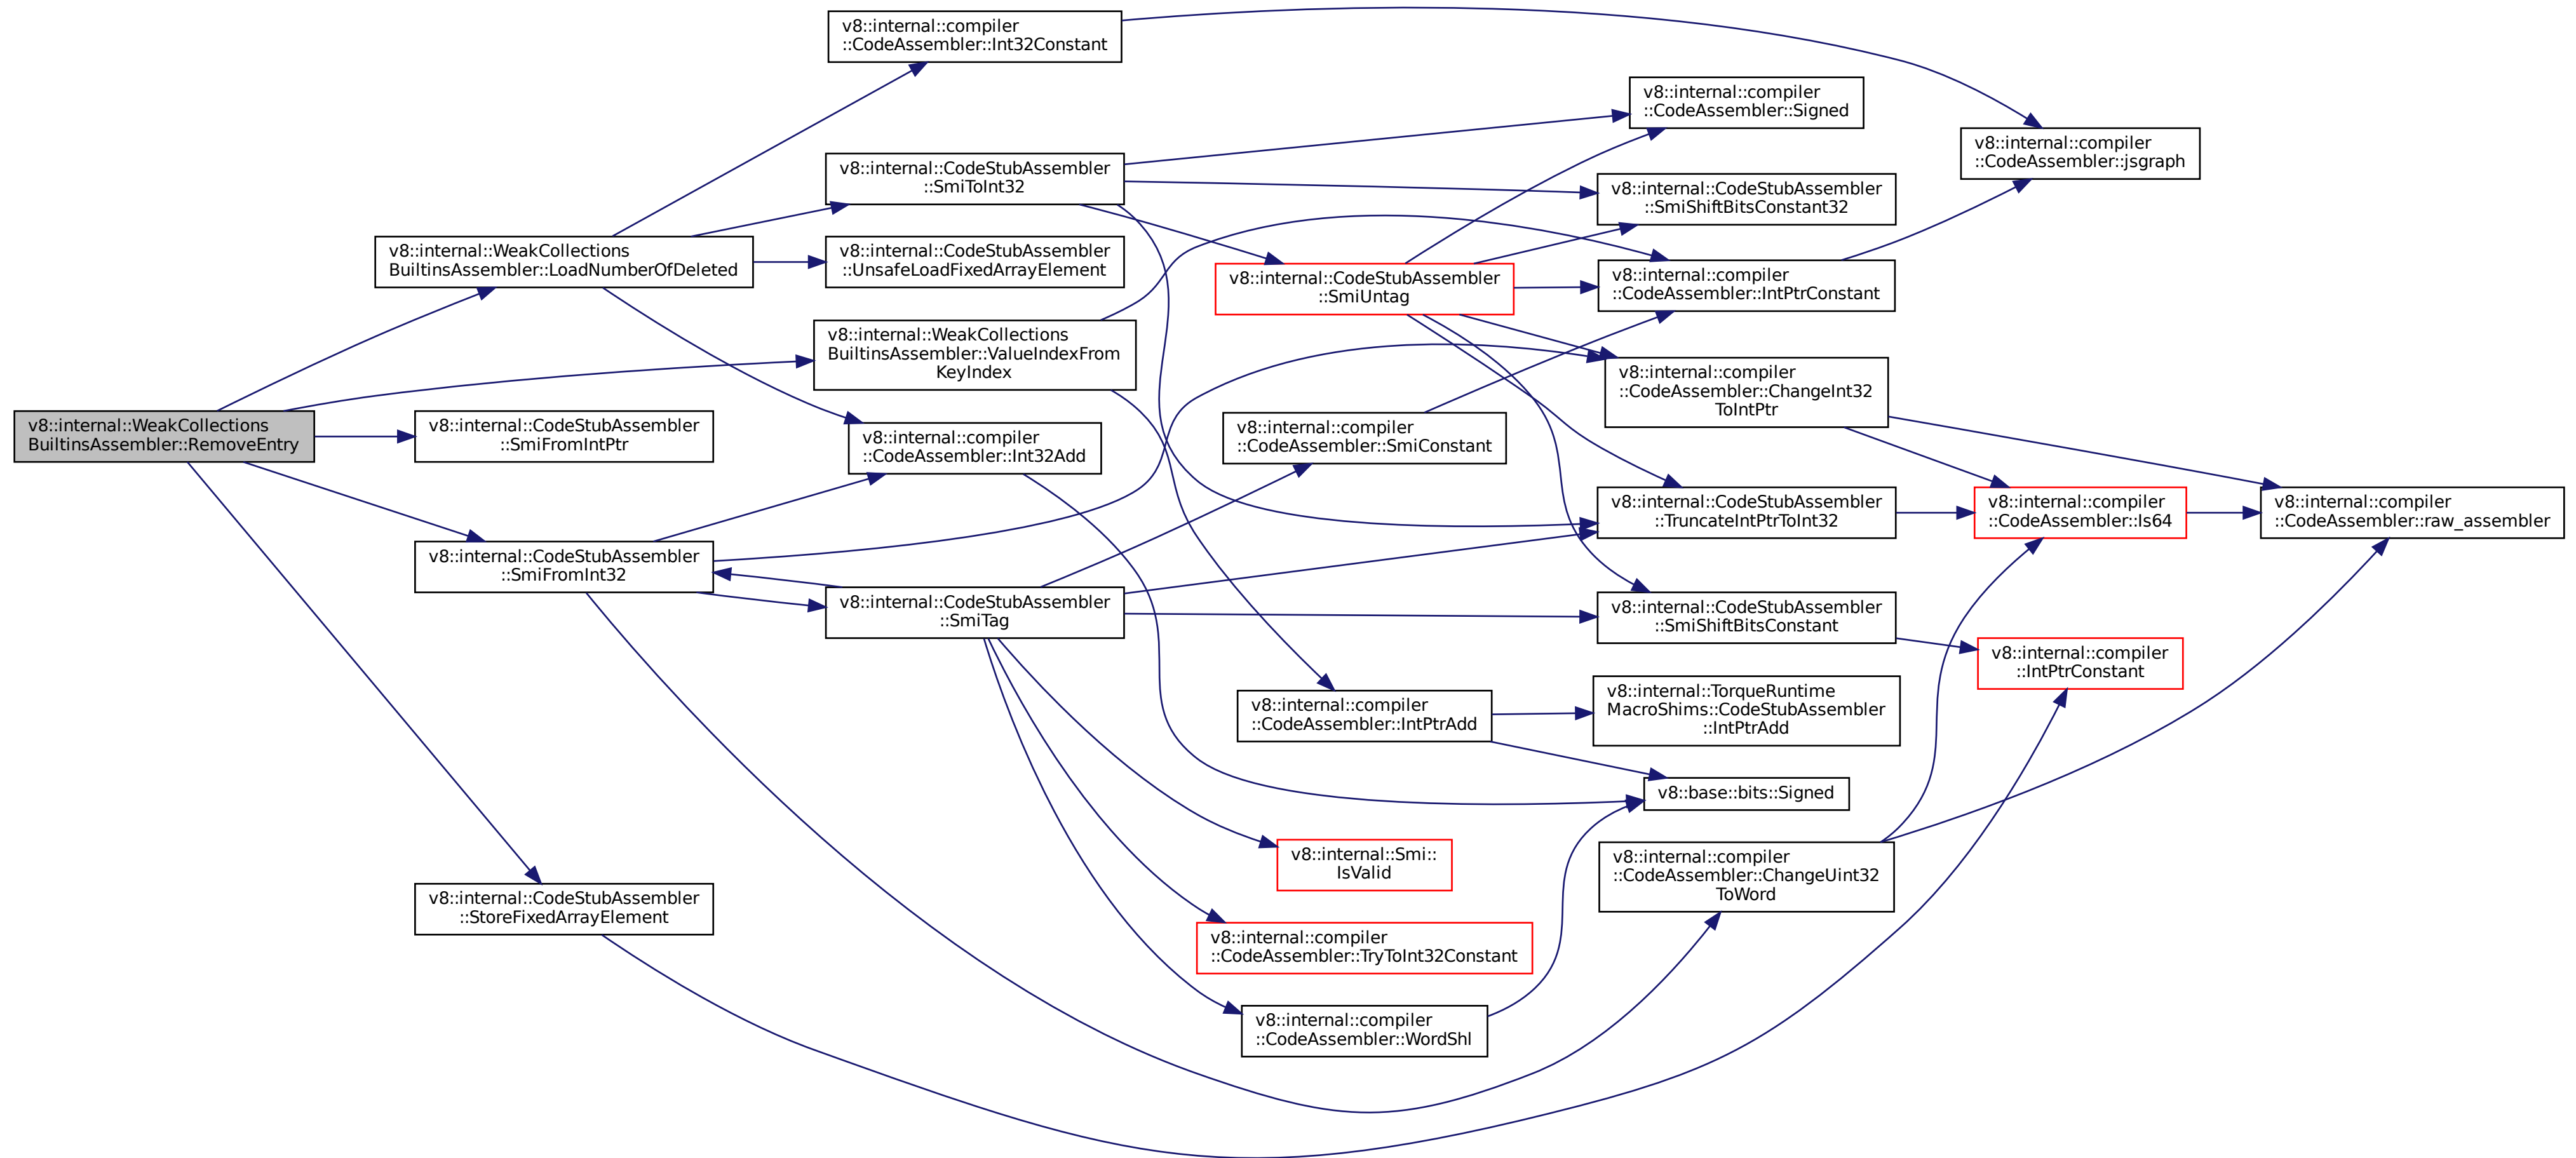 v8::internal::WeakCollections
BuiltinsAssembler::RemoveEntry
v8::internal::WeakCollections
BuiltinsAssembler::LoadNumberOfDeleted
v8::internal::CodeStubAssembler
::SmiFromIntPtr
v8::internal::CodeStubAssembler
::SmiFromInt32
v8::internal::CodeStubAssembler
::StoreFixedArrayElement
v8::internal::compiler
::CodeAssembler::Int32Constant
v8::internal::CodeStubAssembler
::SmiToInt32
v8::internal::CodeStubAssembler
::UnsafeLoadFixedArrayElement
v8::internal::WeakCollections
BuiltinsAssembler::ValueIndexFrom
KeyIndex
v8::internal::compiler
::CodeAssembler::Int32Add
v8::internal::CodeStubAssembler
::SmiTag
v8::internal::CodeStubAssembler
::SmiUntag
v8::internal::compiler
::CodeAssembler::SmiConstant
v8::internal::compiler
::CodeAssembler::IntPtrAdd
v8::internal::Smi::
IsValid
v8::internal::compiler
::CodeAssembler::TryToInt32Constant
v8::internal::compiler
::CodeAssembler::WordShl
v8::internal::compiler
::CodeAssembler::Signed
v8::internal::CodeStubAssembler
::SmiShiftBitsConstant32
v8::internal::compiler
::CodeAssembler::IntPtrConstant
v8::internal::compiler
::CodeAssembler::ChangeInt32
ToIntPtr
v8::internal::CodeStubAssembler
::TruncateIntPtrToInt32
v8::internal::CodeStubAssembler
::SmiShiftBitsConstant
v8::internal::TorqueRuntime
MacroShims::CodeStubAssembler
::IntPtrAdd
v8::base::bits::Signed
v8::internal::compiler
::CodeAssembler::ChangeUint32
ToWord
v8::internal::compiler
::CodeAssembler::jsgraph
v8::internal::compiler
::CodeAssembler::Is64
v8::internal::compiler
::IntPtrConstant
v8::internal::compiler
::CodeAssembler::raw_assembler